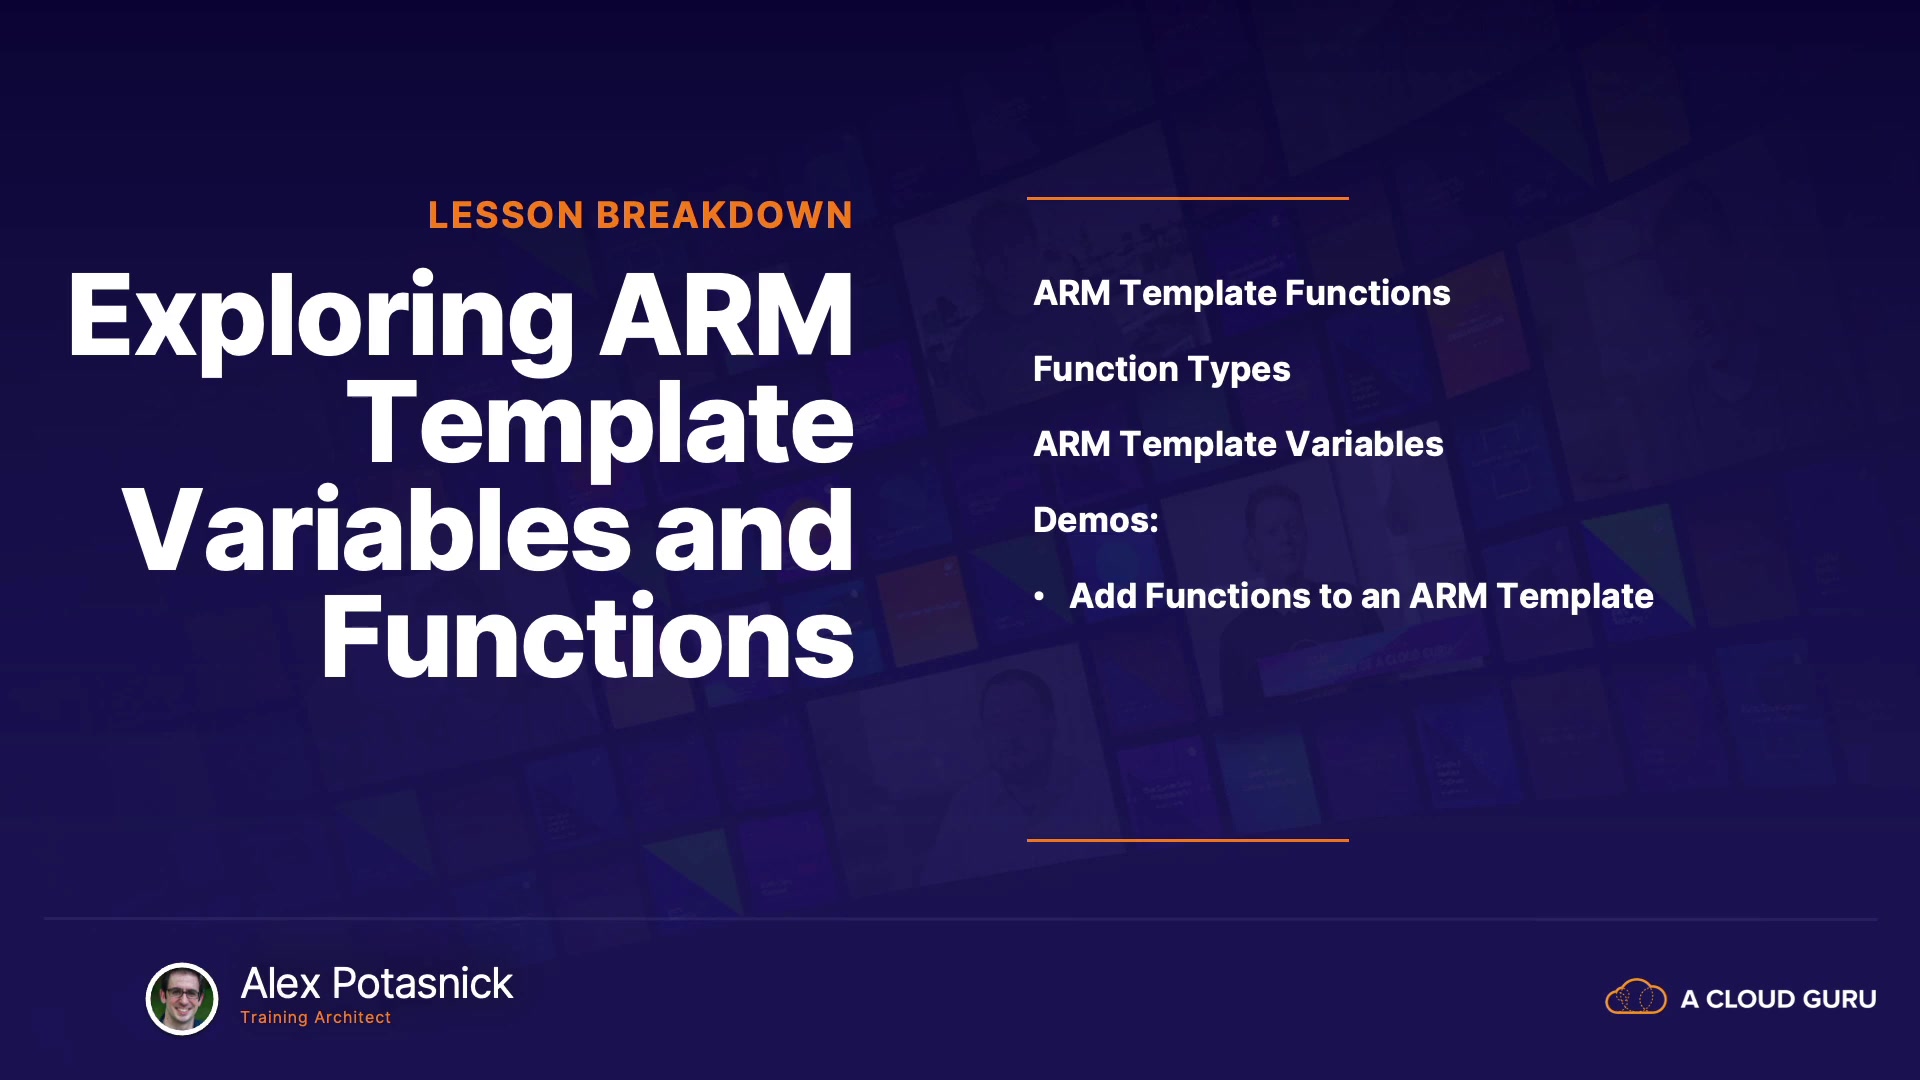 LESSON BREAKDOWN
Exploring ARM
Template
Variables and
Functions
ARM Template Functions
Function Types
ARM Template Variables
Demos:
• Add Functions to an ARM Template
Alex Potasnick
Training Architect
A CLOUD GURU